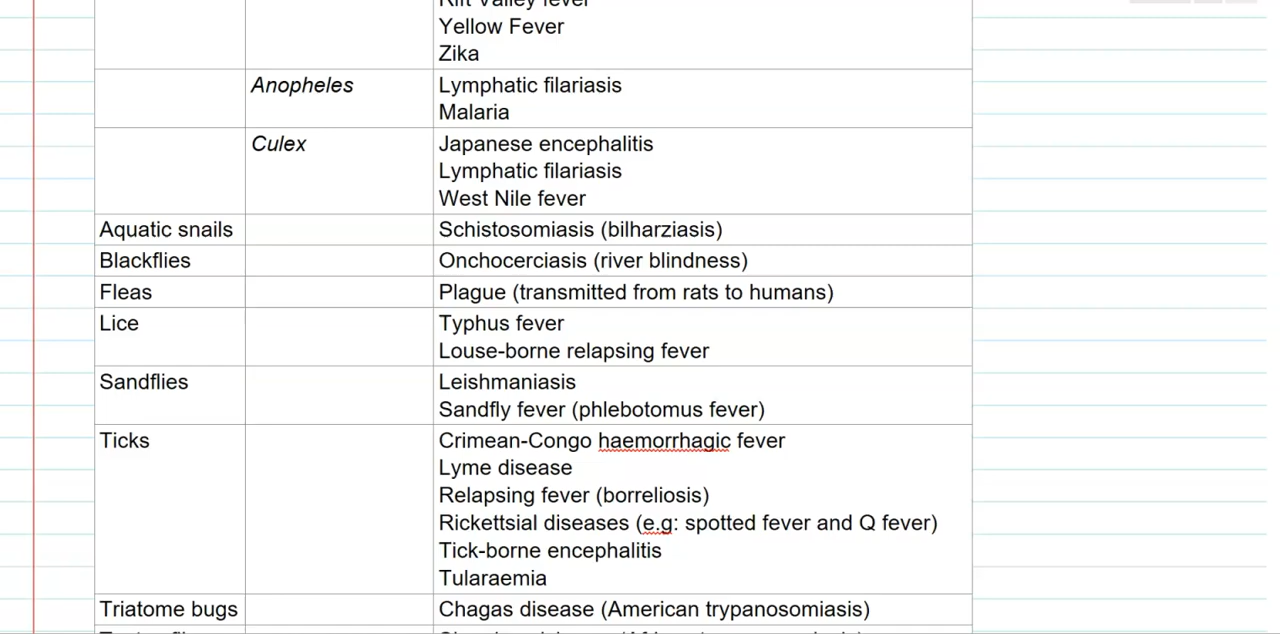 Rift Valley fever
Yellow Fever
Zika
Anopheles
Lymphatic filariasis
Malaria
Culex
Japanese encephalitis
Lymphatic filariasis
West Nile fever
Aquatic snails
Schistosomiasis (bilharziasis)
Blackflies
Onchocerciasis (river blindness)
Fleas
Plague (transmitted from rats to humans)
Lice
Typhus fever
Louse-borne relapsing fever
Sandflies
Leishmaniasis
Sandfly fever (phlebotomus fever)
Ticks
Crimean-Congo haemorrhagic fever
Lyme disease
Relapsing fever (borreliosis)
Rickettsial diseases (e.g: spotted fever and Q fever)
Tick-borne encephalitis
Tularaemia
Triatome bugs
Chagas disease (American trypanosomiasis)